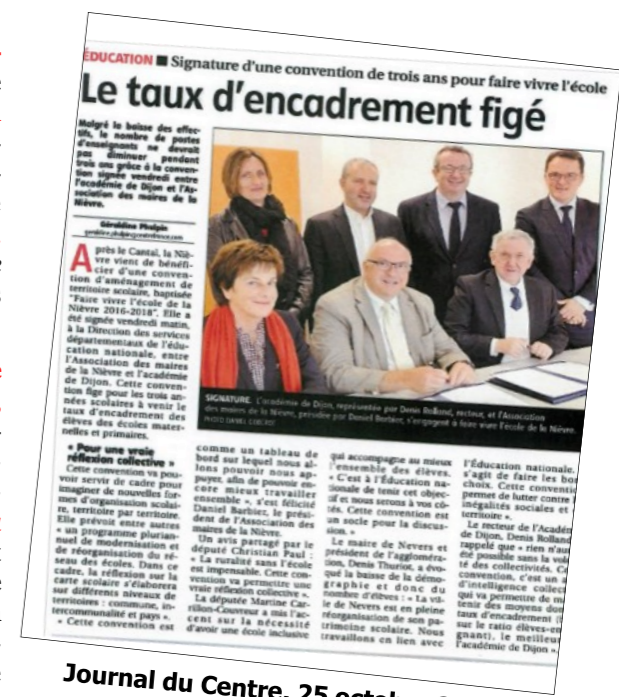 ÉDUCATION ■ Signature d'une convention de trois ans pour faire vivre l'école
Le taux d'encadrement figé
Malgré la baisse des effec-
tifs, le nombre de postes
d'enseignants ne devrait
pas diminuer pendant
trois ans grâce à la conven-
tion signée vendredi entre
l'académie de Dijon et l'As-
sociation des maires de la
Nièvre.
Géraldine Phulpin
Après le Cantal, la Niè-
vre vient de bénéfi-
cier d'une conven-
tion d'aménagement de
territoire scolaire, baptisée
"Faire vivre l'école de la
Nièvre 2016-2018". Elle a
été signée vendredi matin,
à la Direction des services
départementaux de l'édu-
cation nationale, entre
l'Association des maires
de la Nièvre et l'académie
de Dijon. Cette conven-
tion fige pour les trois an-
nées scolaires à venir le
taux d'encadrement des
élèves des écoles mater-
nelles et primaires.
« Pour une vraie
réflexion collective »
Cette convention va pou-
voir servir de cadre pour
imaginer de nouvelles for-
mes d'organisation scolai-
re, territoire par territoire.
Elle prévoit entre autres
« un programme plurian-
nuel de modernisation et
de réorganisation du ré-
seau des écoles. Dans ce
cadre, la réflexion sur la
carte scolaire s'élaborera
sur différents niveaux de
territoires : commune, in-
tercommunalité et pays ».
« Cette convention est
SIGNATURE. L'académie de Dijon, représentée par Denis Rolland, recteur, et l'Association
des maires de la Nièvre, présidée par Daniel Barbier, s'engagent à faire vivre l'école de la Nièvre.
PHOTO DANIEL
comme un tableau de
bord sur lequel nous al-
lons pouvoir nous ap-
puyer, afin de pouvoir en-
core mieux travailler
ensemble », s'est félicité
Daniel Barbier, le prési-
dent de l'Association des
maires de la Nièvre.
Un avis partagé par le
député Christian Paul :
« La ruralité sans l'école
est impensable. Cette con-
vention va permettre une
vraie réflexion collective ».
La députée Martine Car-
rillon-Couvreur a mis l'ac-
cent sur la nécessité
d'avoir une école inclusive
qui accompagne au mieux
l'ensemble des élèves.
« C'est à l'Éducation na-
tionale de tenir cet objec-
tif et nous serons à vos cô-
tés. Cette convention est
un socle pour la discus-
sion. »
Le maire de Nevers et
président de l'aggloméra-
tion, Denis Thuriot, a évo-
qué la baisse de la démo-
graphie et donc du
nombre d'élèves : « La vil-
le de Nevers est en pleine
réorganisation de son pa-
trimoine scolaire. Nous
travaillons en lien avec
l'Éducation nationale.
s'agit de faire les bo
choix. Cette conventi
permet de lutter contre l
inégalités sociales et
territoire ».
Le recteur de l'Acadé
de Dijon, Denis Rolland
rappelé que « rien n'au
été possible sans la volo
té des collectivités. C
convention, c'est un a
d'intelligence collec
qui va permettre de m
tenir des moyens don
taux d'encadrement (
sur le ratio élèves-en
gnant), le meilleur
l'académie de Dijon ».
Journal du Centre, 25 octob